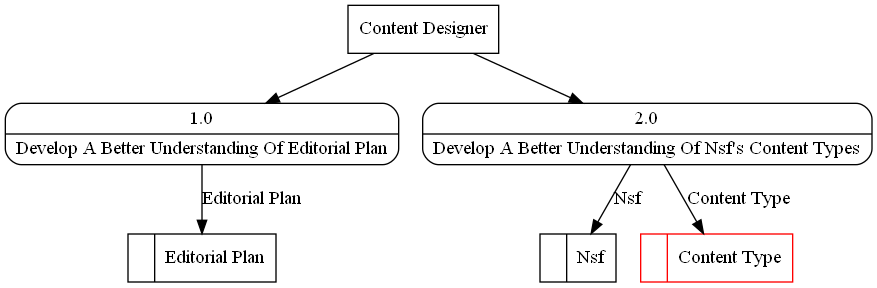 Content Designer
1.0
Develop A Better Understanding Of Editorial Plan
2.0
Develop A Better Understanding Of Nsf's Content Types
Editorial Plan
Nsf
Content Type
Editorial Plan
Nsf
Content Type